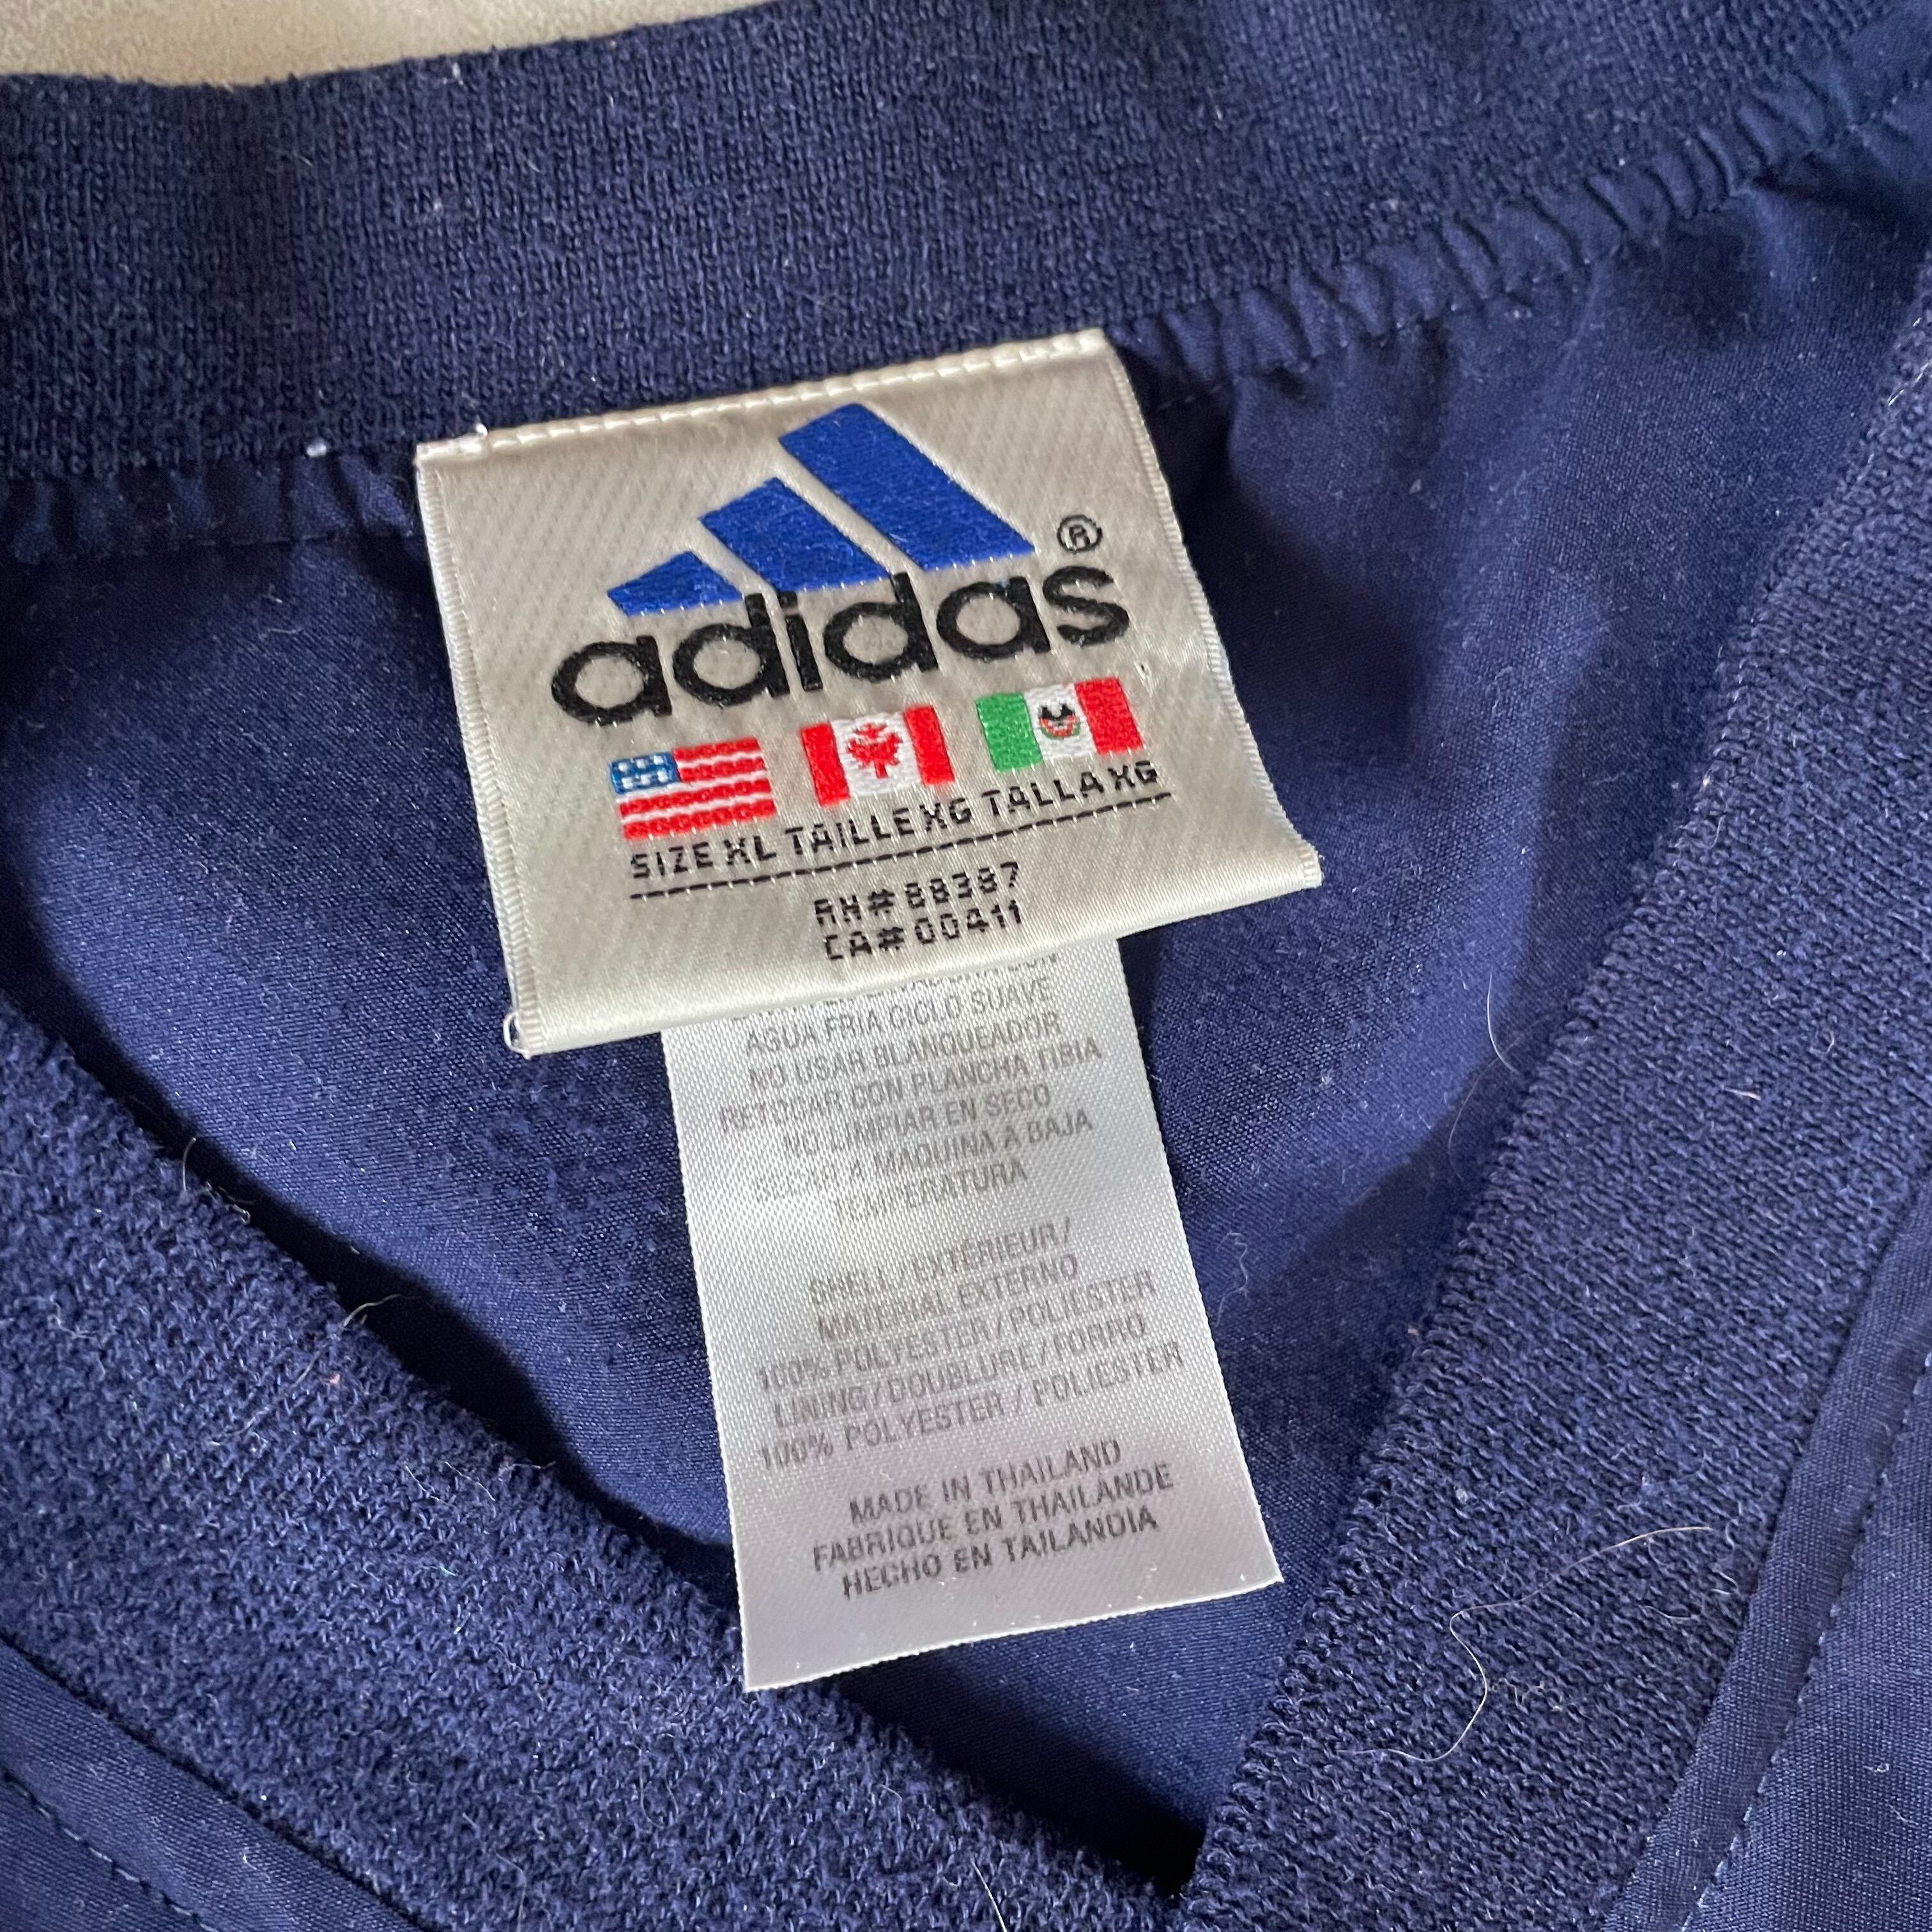 adidas®
SIZE XL TAILLE XG TALLA XG
RN# 88387
CA# 00411
AGUA FRIA CICLO SUAVE
NO USAR BLANQUEADOR
RETOCAR CON PLANCHA TIBIA
NO LIMPIAR EN SECO
SECAR A MAQUINA A BAJA
TEMPERATURA
SHELL/EXTÉRIEUR/
MATERIAL EXTERNO
100% POLYESTER/POLIESTER
LINING/DOUBLURE/FORRO
100% POLYESTER / POLIESTER
MADE IN THAILAND
FABRIQUE EN THAILANDE
HECHO EN TAILANDIA